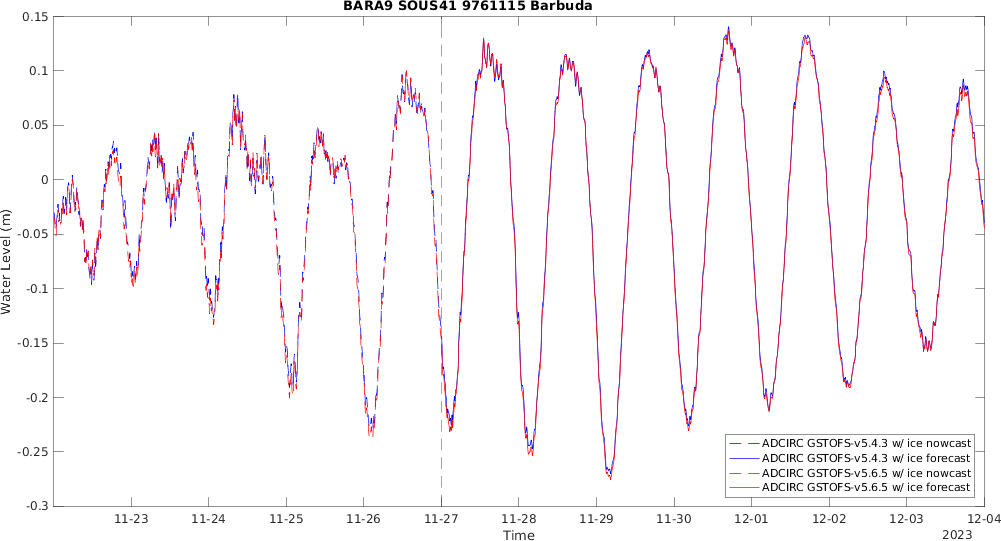 BARA9 SOUS41 9761115 Barbuda
0.15
0.1
0.05
0
-0.05
-0.1
-0.15
-0.2
-0.25
-0.3
Water Level (m)
11-23 11-24 11-25 11-26 11-27 11-28 11-29 11-30 12-01 12-02 12-03 12-04
Time
2023
ADCIRC GSTOFS-v5.4.3 w/ ice nowcast
ADCIRC GSTOFS-v5.4.3 w/ ice forecast
ADCIRC GSTOFS-v5.6.5 w/ ice nowcast
ADCIRC GSTOFS-v5.6.5 w/ ice forecast